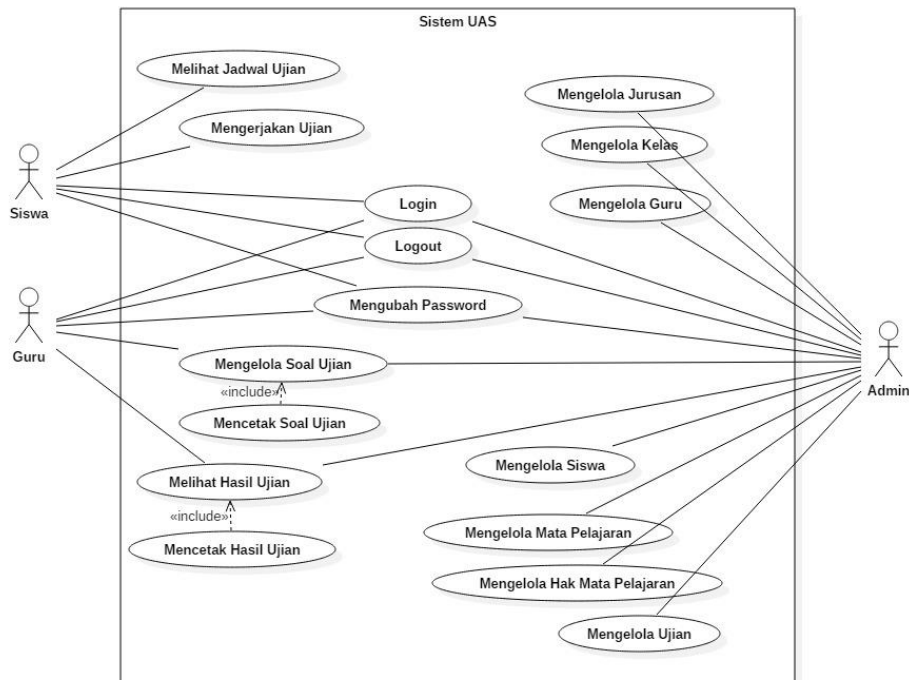 Sistem UAS
Melihat Jadwal Ujian
Mengelola Jurusan
Mengerjakan Ujian
Mengelola Kelas
Siswa
Login
Mengelola Guru
Logout
Mengubah Password
Guru
Mengelola Soal Ujian
Admin
«include»
Mencetak Soal Ujian
Mengelola Siswa
Melihat Hasil Ujian
«include»
Mengelola Mata Pelajaran
Mencetak Hasil Ujian
Mengelola Hak Mata Pelajaran
Mengelola Ujian